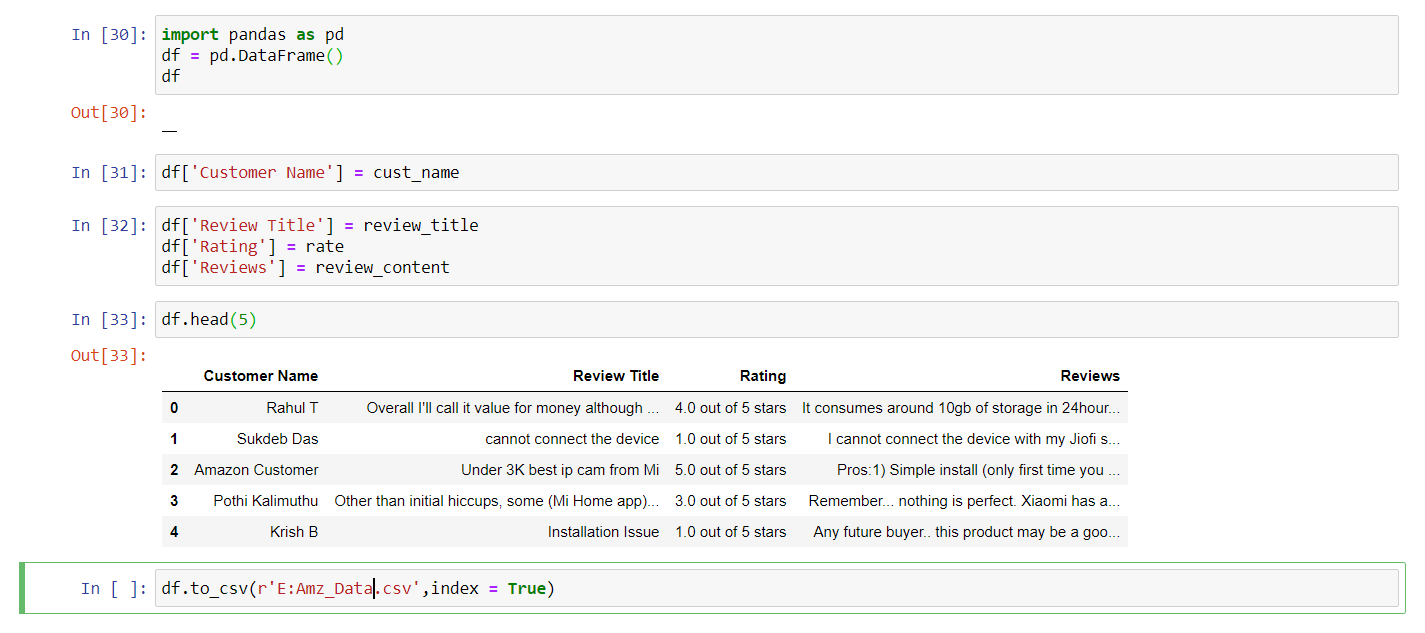 In [30]: import pandas as pd
df = pd.DataFrame()
df
Out[30]:
In [31]: df['Customer Name'] = cust_name
In [32]: df['Review Title'] = review_title
df['Rating'] = rate
df['Reviews'] = review_content
In [33]: df.head(5)
Out[33]:
Customer Name Review Title Rating Reviews
0 Rahul T Overall I'll call it value for money although ... 4.0 out of 5 stars It consumes around 10gb of storage in 24hour...
1 Sukdeb Das cannot connect the device 1.0 out of 5 stars I cannot connect the device with my Jiofi s...
2 Amazon Customer Under 3K best ip cam from Mi 5.0 out of 5 stars Pros:1) Simple install (only first time you ...
3 Pothi Kalimuthu Other than initial hiccups, some (Mi Home app)... 3.0 out of 5 stars Remember... nothing is perfect. Xiaomi has a...
4 Krish B Installation Issue 1.0 out of 5 stars Any future buyer.. this product may be a goo...
In [ ]: df.to_csv(r'E:Amz_Data.csv',index = True)